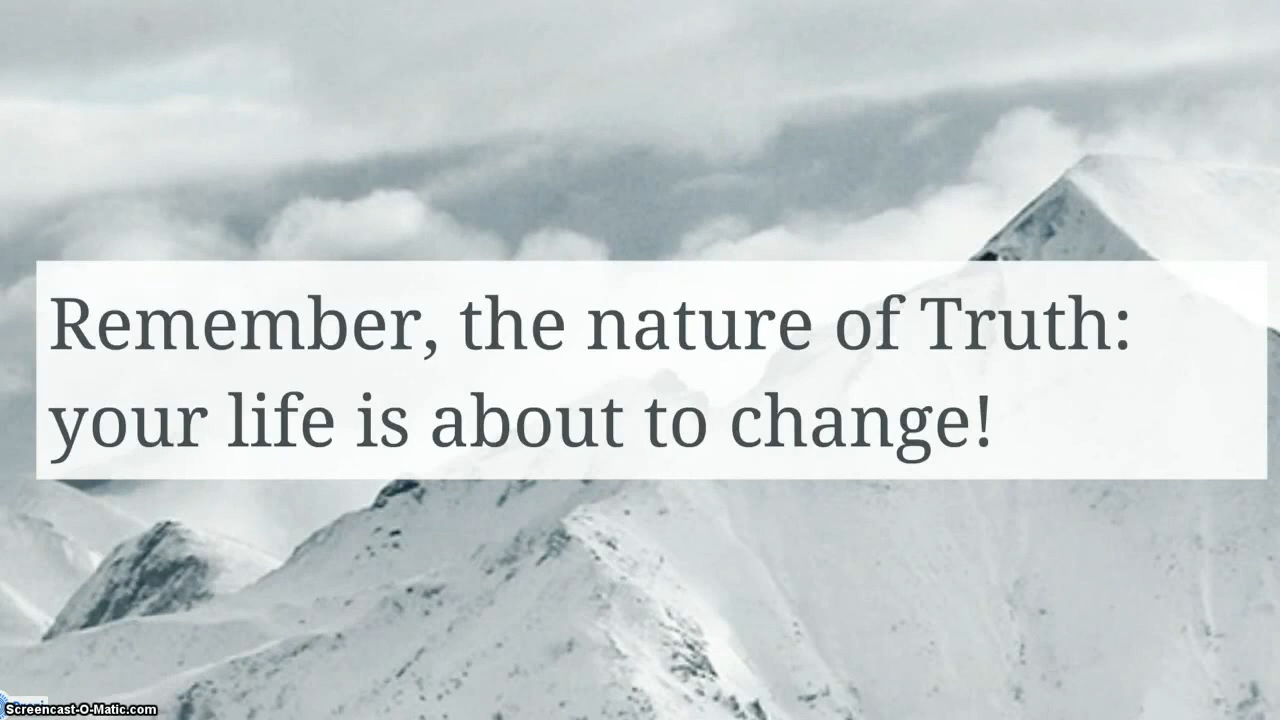 Remember, the nature of Truth:
your life is about to change!
Screencast-O-Matic.com